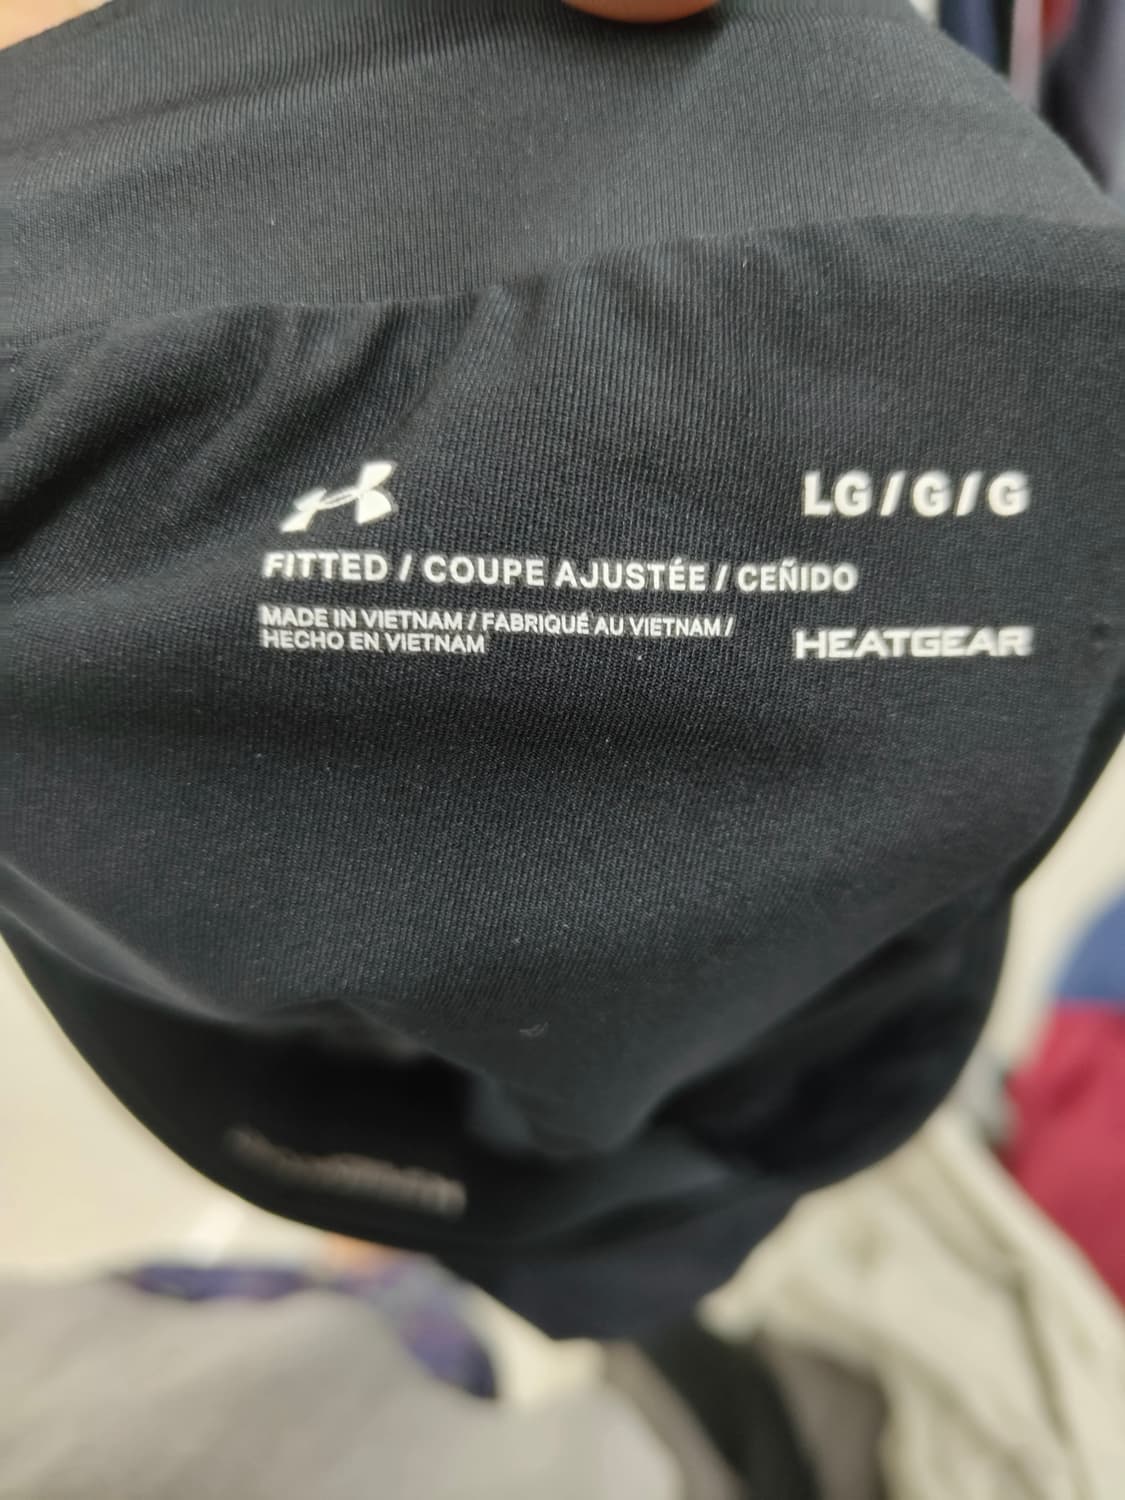 LG / G / G
FITTED / COUPE AJUSTÉE / CEÑIDO
MADE IN VIETNAM / FABRIQUÉ AU VIETNAM /
HECHO EN VIETNAM
HEATGEAR